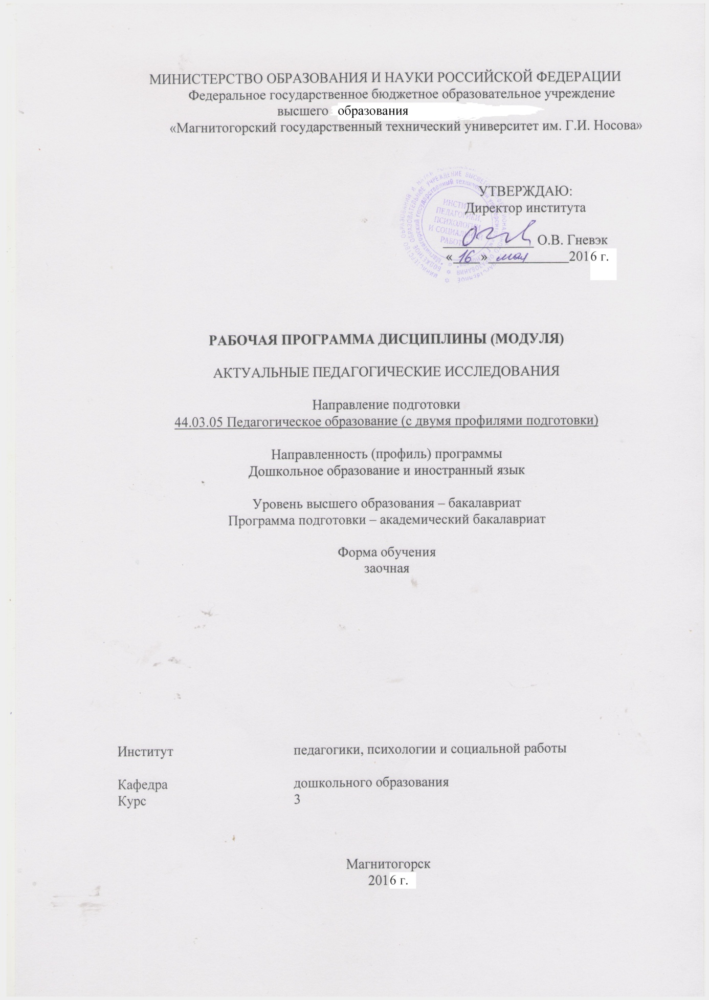 МИНИСТЕРСТВО ОБРАЗОВАНИЯ И НАУКИ РОССИЙСКОЙ ФЕДЕРАЦИИ
Федеральное государственное бюджетное образовательное учреждение
высшего образования
«Магнитогорский государственный технический университет им. Г.И. Носова»
УТВЕРЖДАЮ:
Директор института
О.В. Гневэк
«16» мая 2016 г.
ИНСТИТУТ
ПЕДАГОГИКИ,
ПСИХОЛОГИИ
И СОЦИАЛЬНОЙ
РАБОТЫ
РАБОЧАЯ ПРОГРАММА ДИСЦИПЛИНЫ (МОДУЛЯ)
АКТУАЛЬНЫЕ ПЕДАГОГИЧЕСКИЕ ИССЛЕДОВАНИЯ
Направление подготовки
44.03.05 Педагогическое образование (с двумя профилями подготовки)
Направленность (профиль) программы
Дошкольное образование и иностранный язык
Уровень высшего образования – бакалавриат
Программа подготовки – академический бакалавриат
Форма обучения
заочная
Институт педагогики, психологии и социальной работы
Кафедра дошкольного образования
Курс 3
Магнитогорск
2016 г.